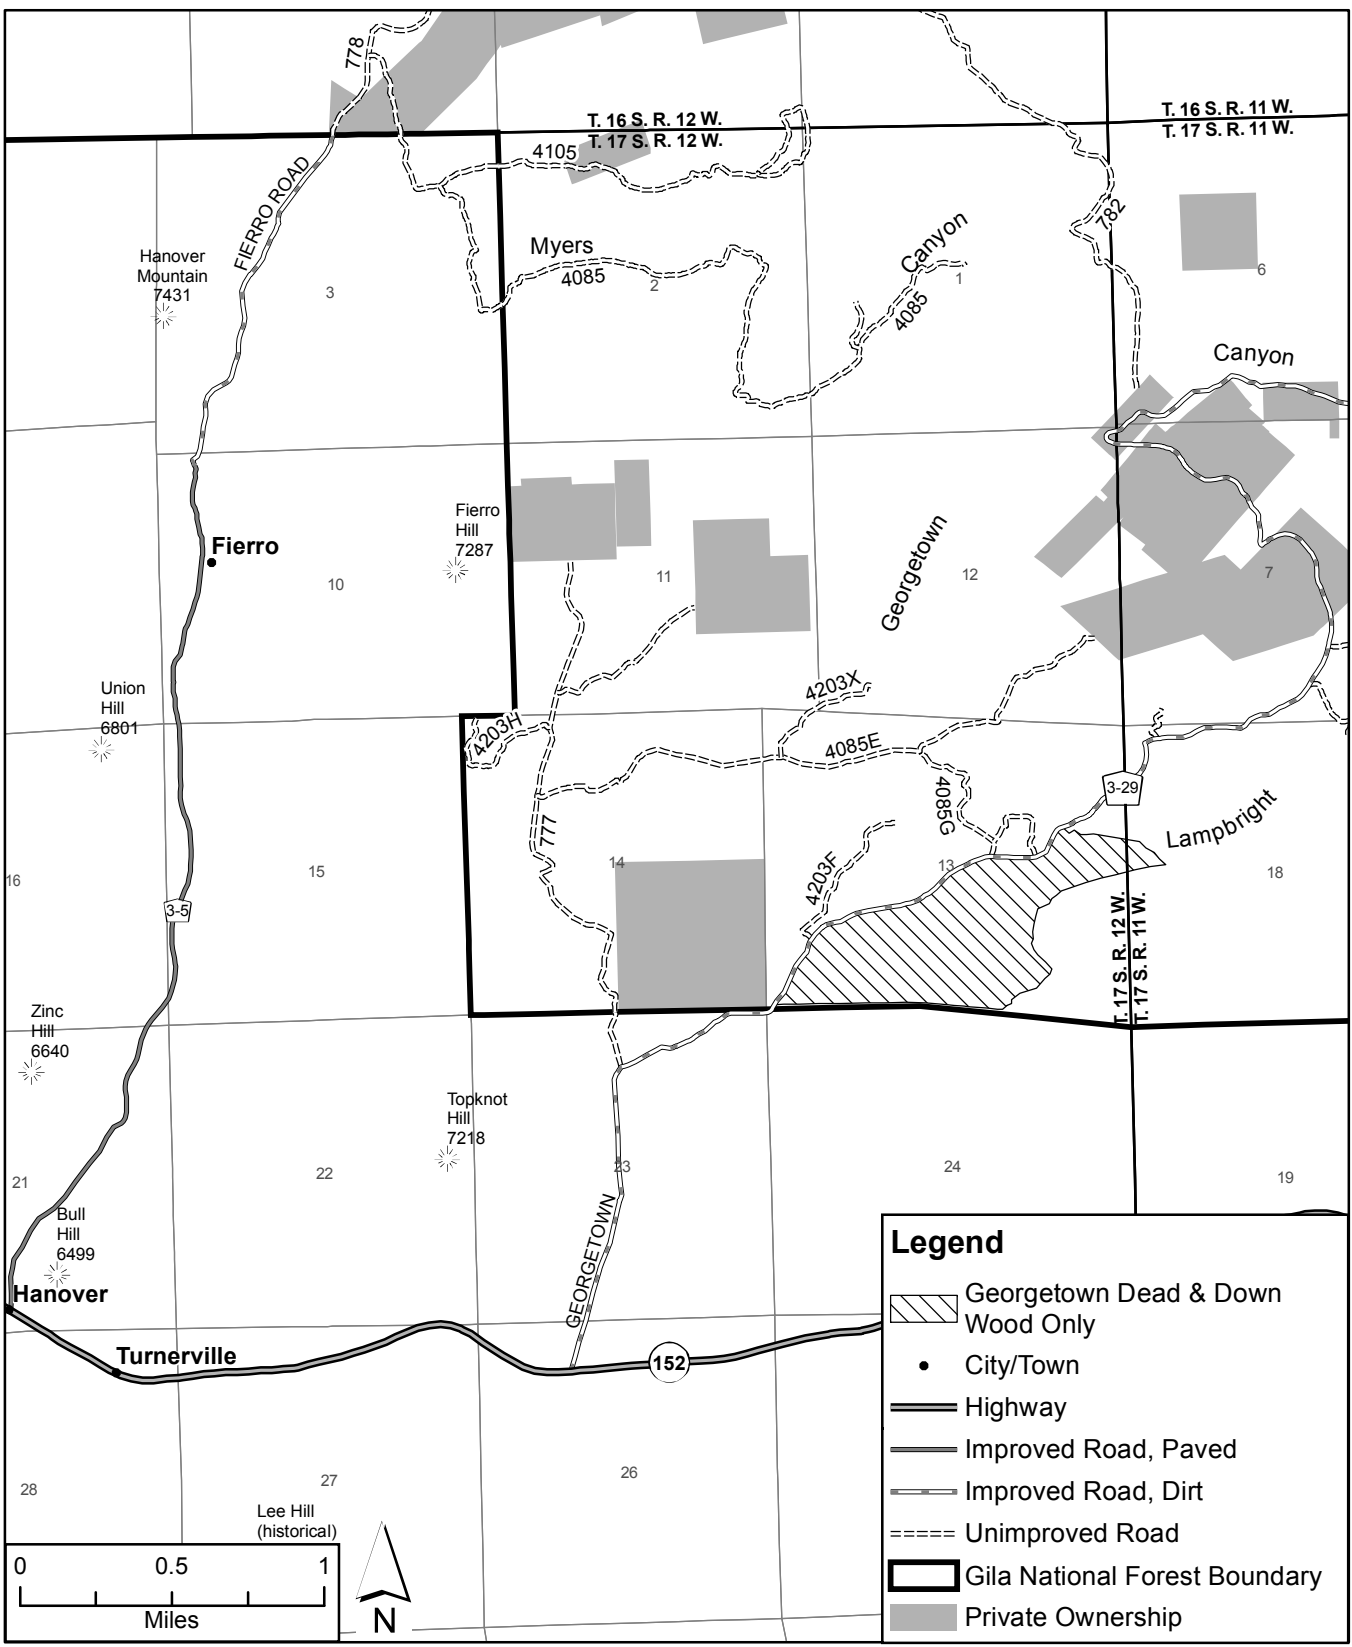 778
T. 16 S. R. 12 W.
T. 17 S. R. 12 W.
T. 16 S. R. 11 W.
T. 17 S. R. 11 W.
4105
FIERRO ROAD
782
Hanover
Mountain
7431
Myers
4085
Canyon
4085
3
2
1
6
Canyon
Fierro
Fierro
Hill
7287
10
11
12
7
Georgetown
Union
Hill
6801
4203H
4203X
4085E
4085G
3-29
Lampbright
777
4203F
14
13
18
16
15
3-5
T. 17 S. R. 12 W.
T. 17 S. R. 11 W.
Zinc
Hill
6640
Topknot
Hill
7218
21
22
23
24
19
GEORGETOWN
Bull
Hill
6499
Hanover
Turnerville
152
28
27
26
Lee Hill
(historical)
0 0.5 1
Miles
N
Legend
Georgetown Dead & Down
Wood Only
City/Town
Highway
Improved Road, Paved
Improved Road, Dirt
Unimproved Road
Gila National Forest Boundary
Private Ownership